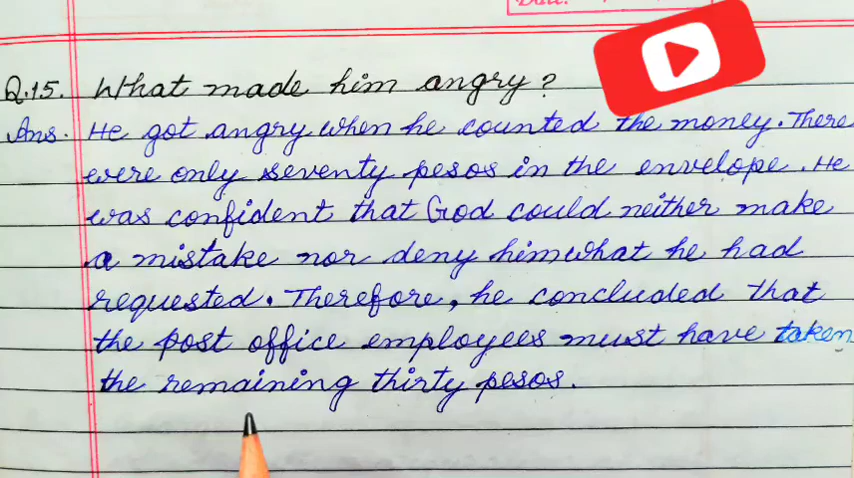 Date:
Q.15. What made him angry?
Ans. He got angry when he counted the money. There
were only seventy pesos in the envelope. He
was confident that God could neither make
a mistake nor deny him what he had
requested. Therefore, he concluded that
the post office employees must have taken
the remaining thirty pesos.